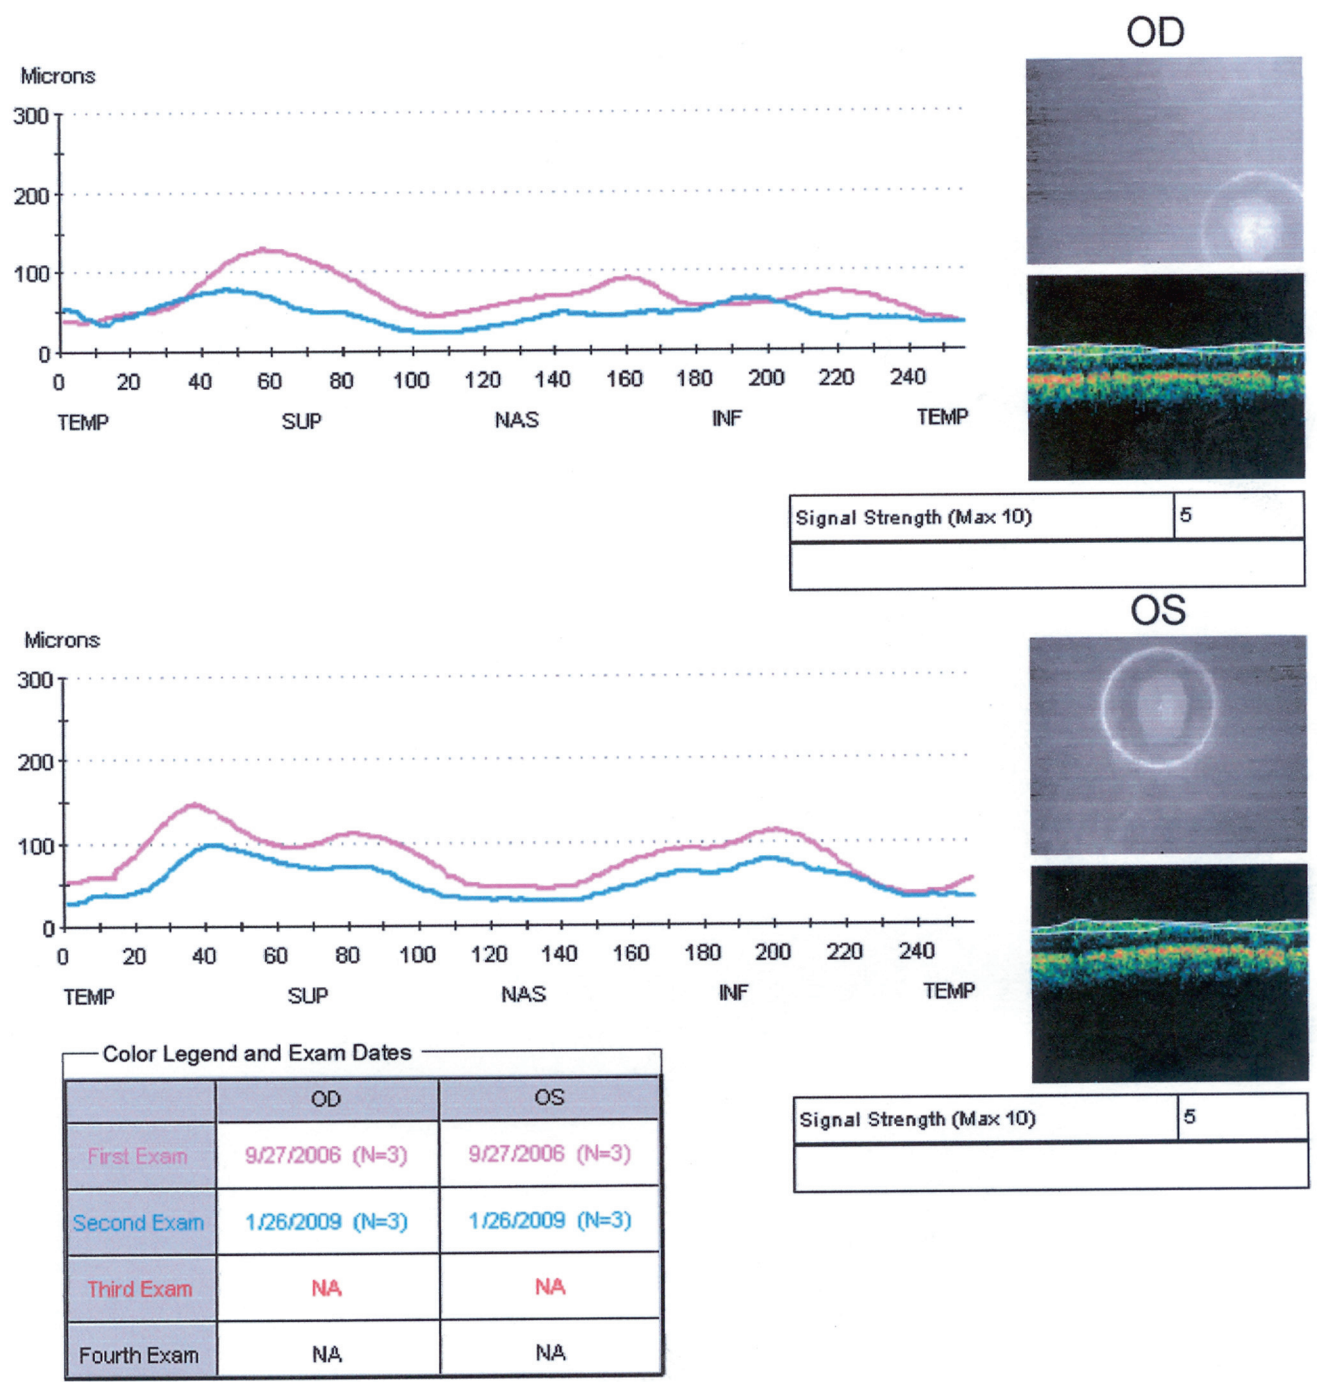 OD
Microns
300
200
100
0
0 20 40 60 80 100 120 140 160 180 200 220 240
TEMP SUP NAS INF TEMP
Signal Strength (Max 10) 5
OS
Microns
300
200
100
0
0 20 40 60 80 100 120 140 160 180 200 220 240
TEMP SUP NAS INF TEMP
Signal Strength (Max 10) 5
Color Legend and Exam Dates
OD OS
First Exam 9/27/2006 (N=3) 9/27/2006 (N=3)
Second Exam 1/26/2009 (N=3) 1/26/2009 (N=3)
Third Exam NA NA
Fourth Exam NA NA